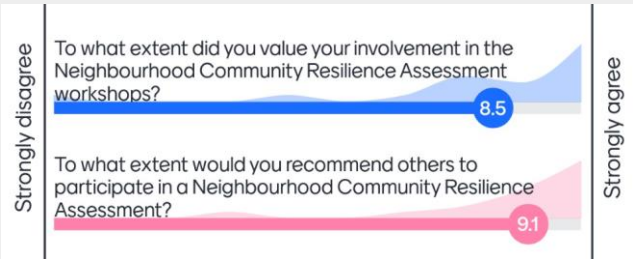 Strongly disagree
To what extent did you value your involvement in the
Neighbourhood Community Resilience Assessment
workshops?
8.5
To what extent would you recommend others to
participate in a Neighbourhood Community Resilience
Assessment?
9.1
Strongly agree